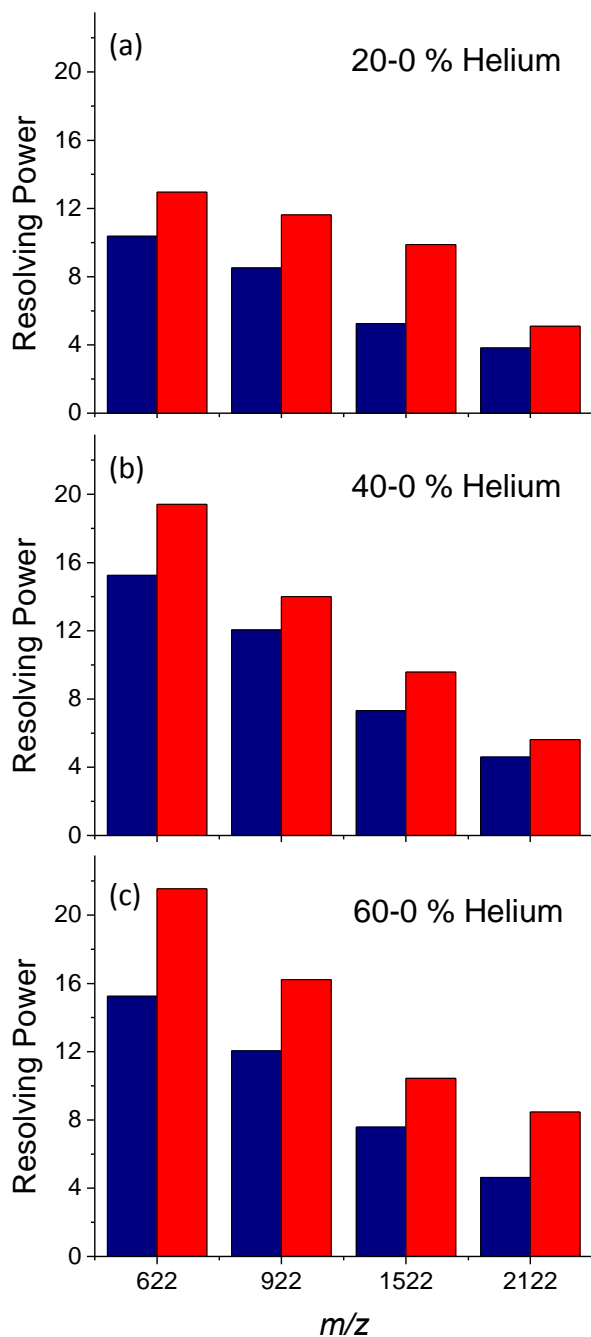 (a)
20-0 % Helium
Resolving Power
20
16
12
8
4
0
(b)
40-0 % Helium
Resolving Power
20
16
12
8
4
0
(c)
60-0 % Helium
Resolving Power
20
16
12
8
4
0
622 922 1522 2122
m/z